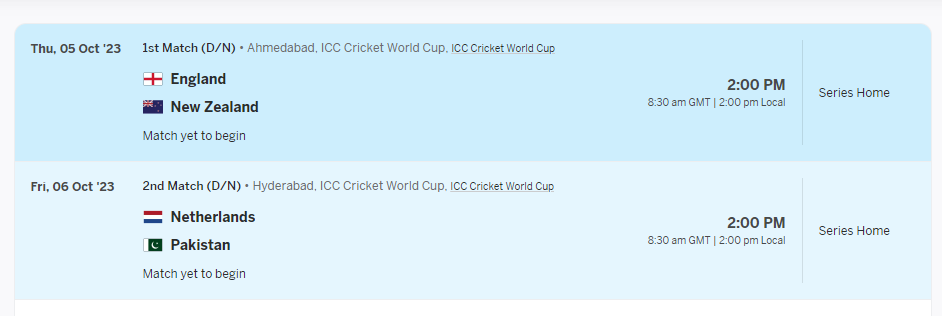 Thu, 05 Oct '23
1st Match (D/N) • Ahmedabad, ICC Cricket World Cup, ICC Cricket World Cup
England
New Zealand
Match yet to begin
2:00 PM
8:30 am GMT | 2:00 pm Local
Series Home
Fri, 06 Oct '23
2nd Match (D/N) • Hyderabad, ICC Cricket World Cup, ICC Cricket World Cup
Netherlands
Pakistan
Match yet to begin
2:00 PM
8:30 am GMT | 2:00 pm Local
Series Home